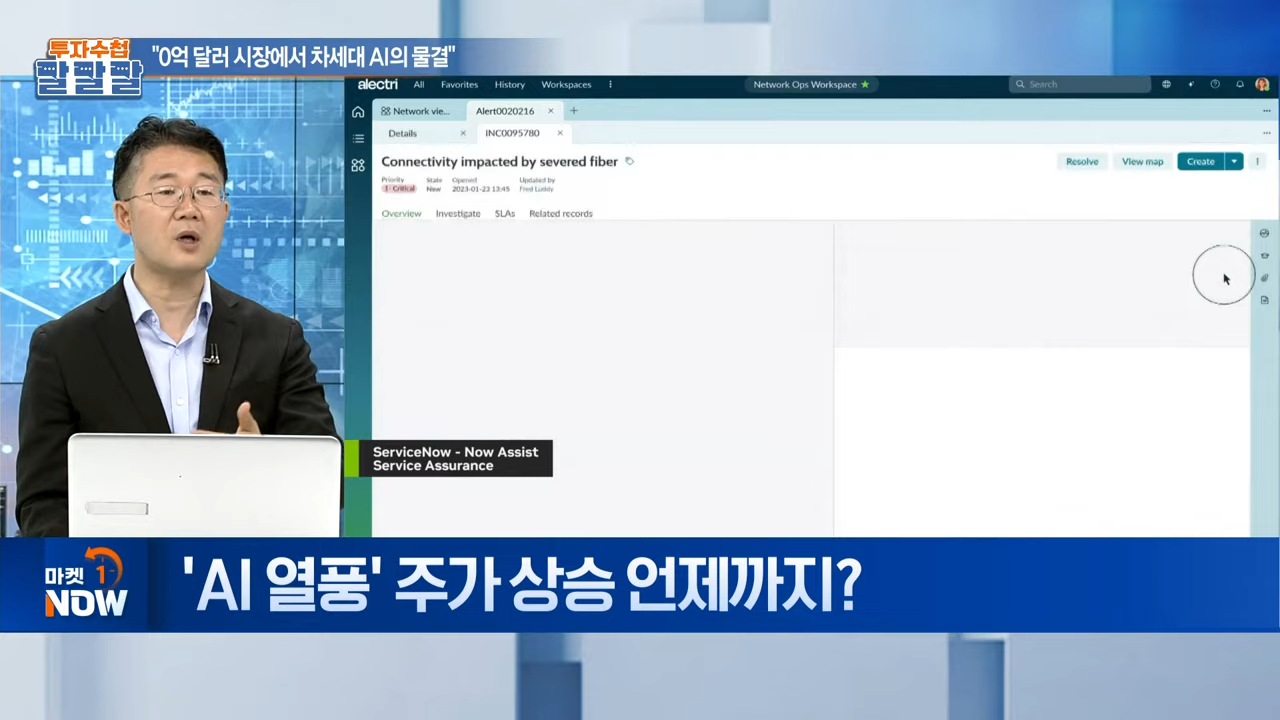 투자수첩
말말말
"0억 달러 시장에서 차세대 AI의 물결"
alectri
All
Favorites
History
Workspaces
Network Ops Workspace
Search
Network vie...
Alert0020216
Details
INC0095780
Connectivity impacted by severed fiber
Resolve
View map
Create
Priority
State
Opened
Updated by
1 - Critical
New
2023-01-23 13:45
Fred Luddy
Overview
Investigate
SLAs
Related records
ServiceNow - Now Assist
Service Assurance
마켓 1
NOW
'AI 열풍' 주가 상승 언제까지?